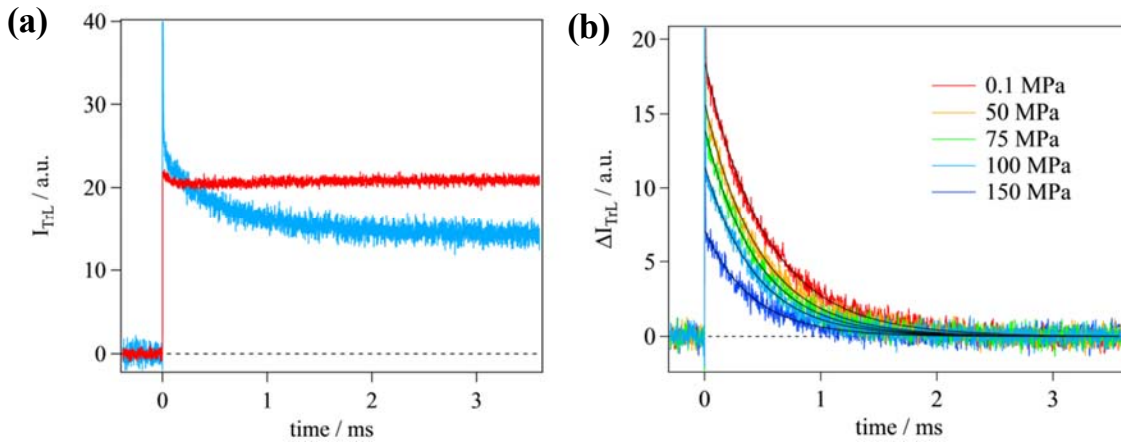 (a)
40
30
20
10
0
I_TrL / a.u.
0
1
2
3
time / ms
(b)
20
15
10
5
0
ΔI_TrL / a.u.
0.1 MPa
50 MPa
75 MPa
100 MPa
150 MPa
0
1
2
3
time / ms